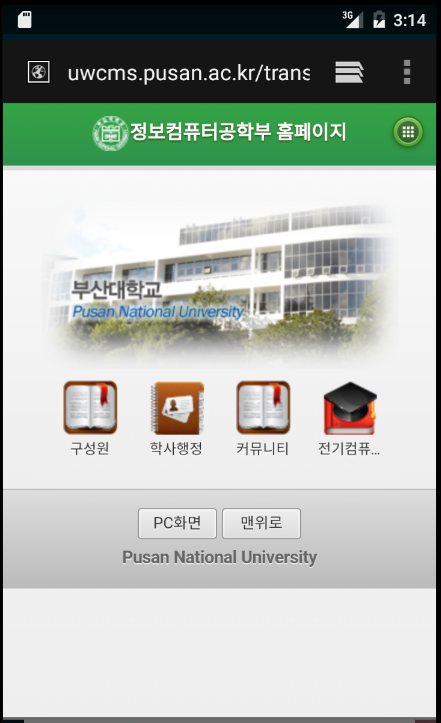 3G 3:14
uwcms.pusan.ac.kr/trans
정보컴퓨터공학부 홈페이지
부산대학교
Pusan National University
구성원 학사행정 커뮤니티 전기컴퓨...
PC화면 맨위로
Pusan National University